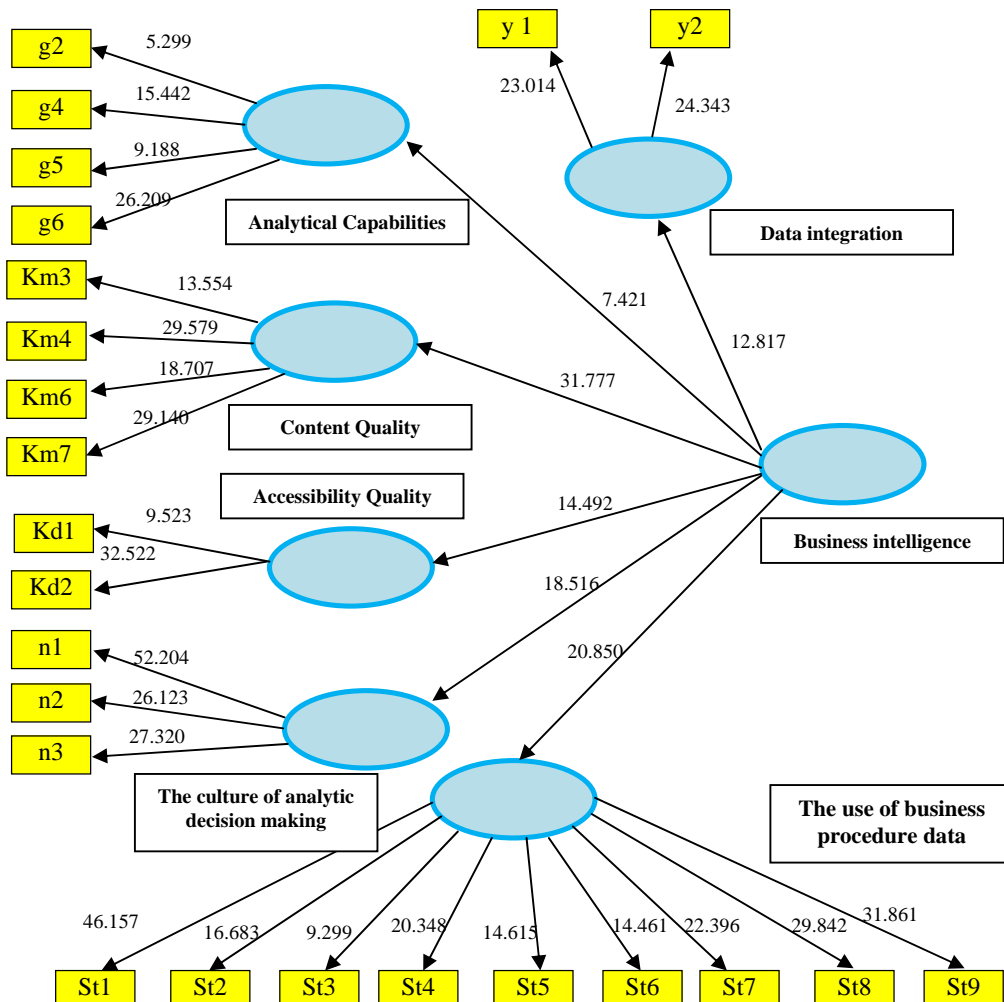 y 1
y2
g2
5.299
23.014
24.343
g4
15.442
g5
9.188
g6
26.209
Analytical Capabilities
Data integration
Km3
13.554
7.421
Km4
29.579
12.817
Km6
18.707
31.777
Km7
29.140
Content Quality
Accessibility Quality
Kd1
9.523
14.492
Business intelligence
Kd2
32.522
18.516
n1
52.204
20.850
n2
26.123
n3
27.320
The culture of analytic
decision making
The use of business
procedure data
46.157
16.683
9.299
20.348
14.615
14.461
22.396
29.842
31.861
St1
St2
St3
St4
St5
St6
St7
St8
St9